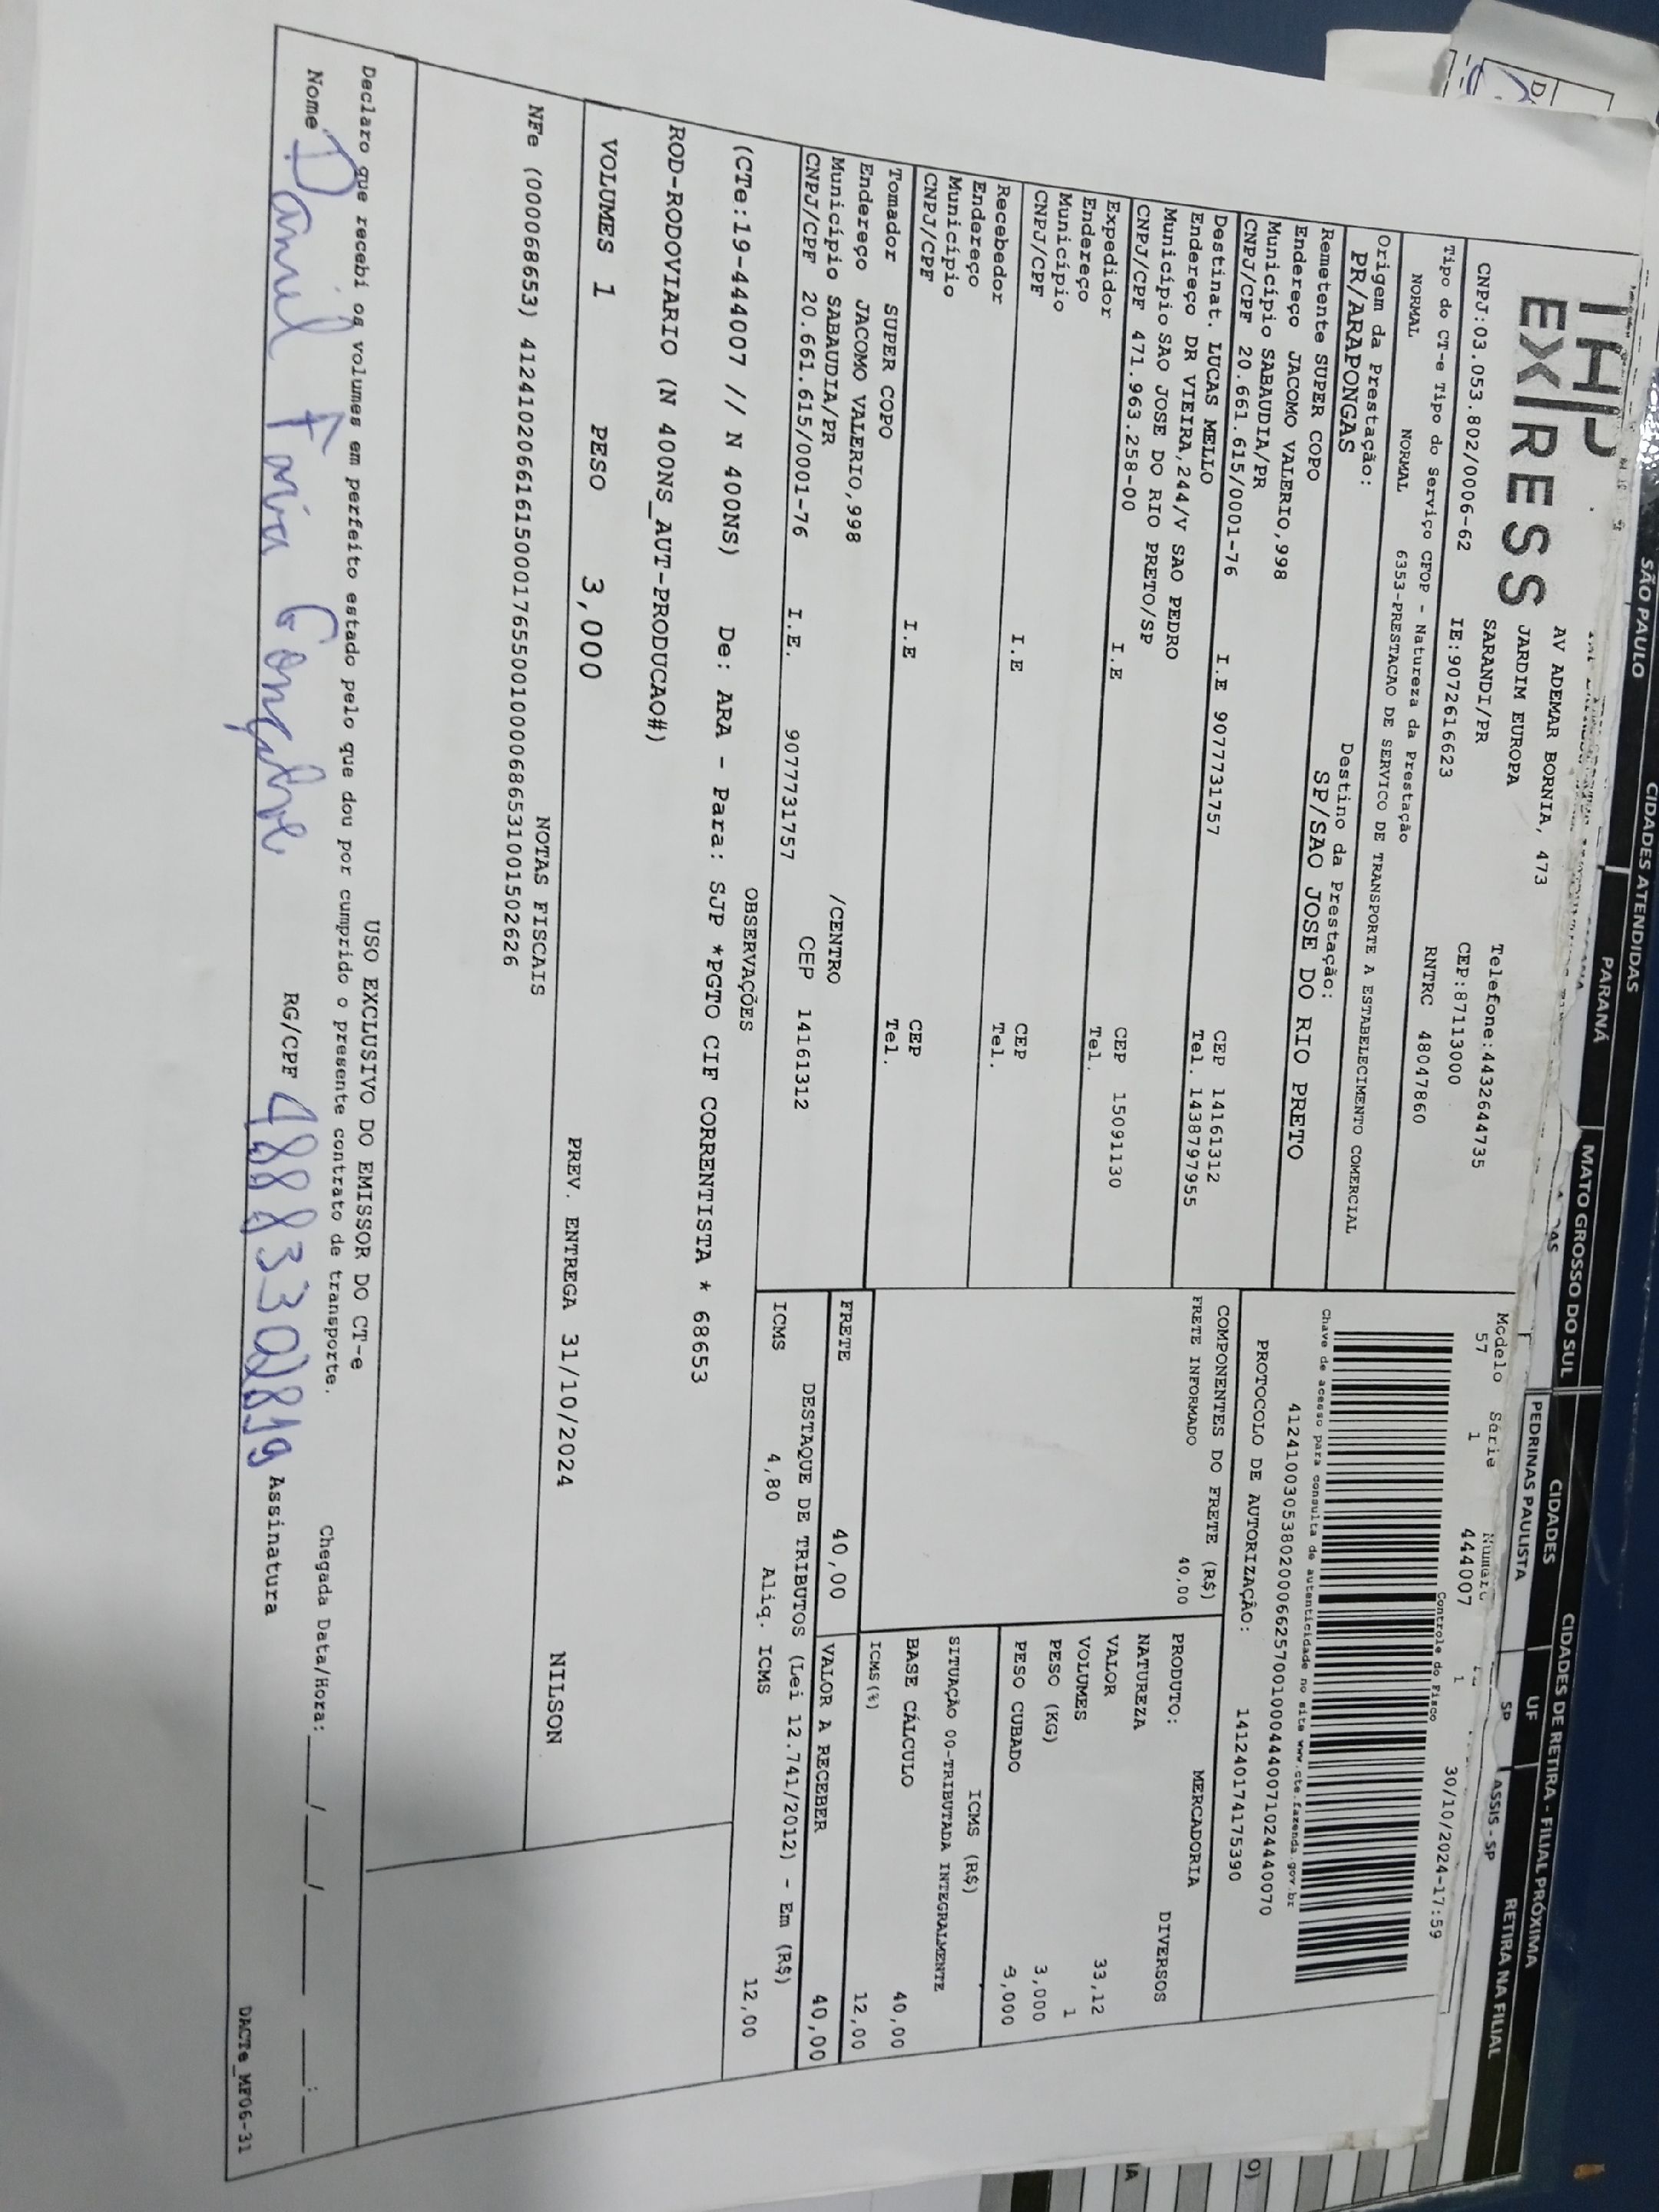 SÃO PAULO
CIDADES ATENDIDAS
PARANÁ
MATO GROSSO DO SUL
CIDADES
PEDRINAS PAULISTA
CIDADES DE RETIRA - FILIAL PRÓXIMA
UF
RETIRA NA FILIAL
SP
ASSIS - SP
THP
EX/RESS
AV ADEMAR BORNIA, 473
JARDIM EUROPA
SARANDI/PR
Telefone:4432644735
CNPJ:03.053.802/0006-62
IE:9072616623
CEP:87113000
RNTRC 48047860
Modelo Série
57 1 444007 1 30/10/2024-17:59
Controle do Fisco
Tipo do CT-e Tipo do Serviço CFOP - Natureza da Prestação
NORMAL NORMAL 6353-PRESTACAO DE SERVICO DE TRANSPORTE A ESTABELECIMENTO COMERCIAL
Origem da Prestação:
PR/ARAPONGAS
Destino da Prestação:
SP/SAO JOSE DO RIO PRETO
Chave de acesso para consulta de autenticidade no site www.cte.fazenda.gov.br
41241003053802000662570010004440071024440070
PROTOCOLO DE AUTORIZAÇÃO: 141240174175390
Remetente SUPER COPO
Endereço JACOMO VALERIO,998
Município SABAUDIA/PR CEP 14161312
CNPJ/CPF 20.661.615/0001-76 I.E 9077731757 Tel. 1438797955
Destinat. LUCAS MELLO
Endereço DR VIEIRA,244/V SAO PEDRO
Município SAO JOSE DO RIO PRETO/SP CEP 15091130
CNPJ/CPF 471.963.258-00 I.E Tel.
Expedidor
Endereço
Município CEP
CNPJ/CPF I.E Tel.
Recebedor
Endereço
Município CEP
CNPJ/CPF I.E Tel.
Tomador SUPER COPO
Endereço JACOMO VALERIO,998 /CENTRO
Município SABAUDIA/PR CEP 14161312
CNPJ/CPF 20.661.615/0001-76 I.E. 9077731757
COMPONENTES DO FRETE (R$)
FRETE INFORMADO 40,00
PRODUTO: MERCADORIA
NATUREZA DIVERSOS
VALOR 33,12
VOLUMES 1
PESO (KG) 3,000
PESO CUBADO 3,000
ICMS (R$)
SITUAÇÃO 00-TRIBUTADA INTEGRALMENTE
BASE CÁLCULO 40,00
ICMS(%) 12,00
FRETE 40,00
VALOR A RECEBER 40,00
DESTAQUE DE TRIBUTOS (Lei 12.741/2012) - Em (R$)
ICMS 4,80 Aliq. ICMS 12,00
OBSERVAÇÕES
(CTe:19-444007 // N 400NS) De: ARA - Para: SJP *PGTO CIF CORRENTISTA * 68653
ROD-RODOVIARIO (N 400NS_AUT-PRODUCAO#)
VOLUMES 1 PESO 3,000 PREV. ENTREGA 31/10/2024 NILSON
NOTAS FISCAIS
NFe (000068653) 41241020661615000176550010000686531001502626
USO EXCLUSIVO DO EMISSOR DO CT-e
Declaro que recebi os volumes em perfeito estado pelo que dou por cumprido o presente contrato de transporte.
Chegada Data/Hora: ___/___/_____ ___:___
Nome Daniel Faria RG/CPF Assinatura
DACTe_MF06-31